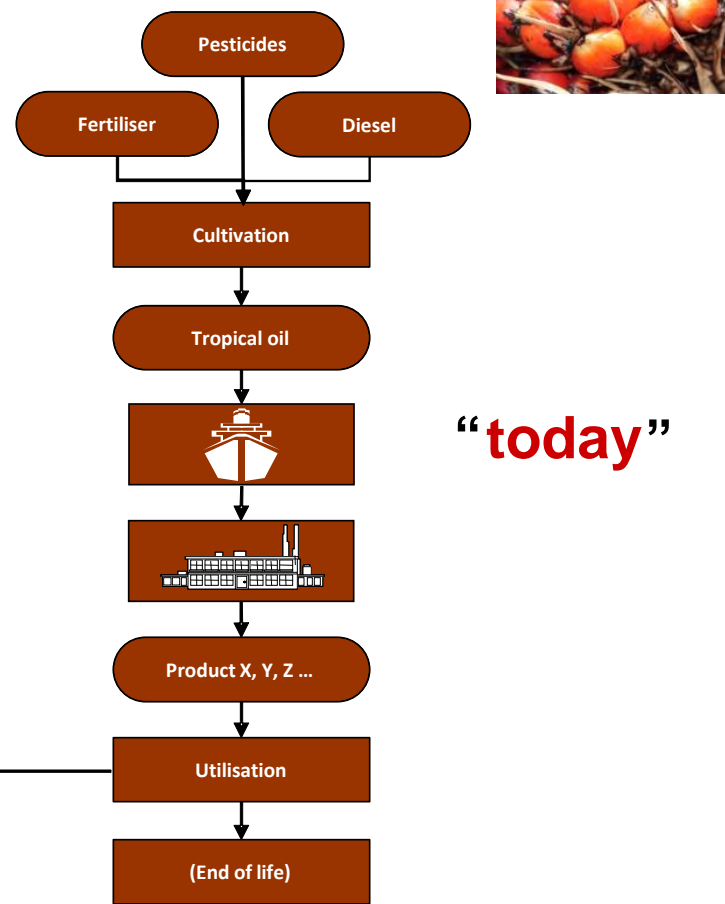 Pesticides
Fertiliser
Diesel
Cultivation
Tropical oil
“today”
Product X, Y, Z ...
Utilisation
(End of life)